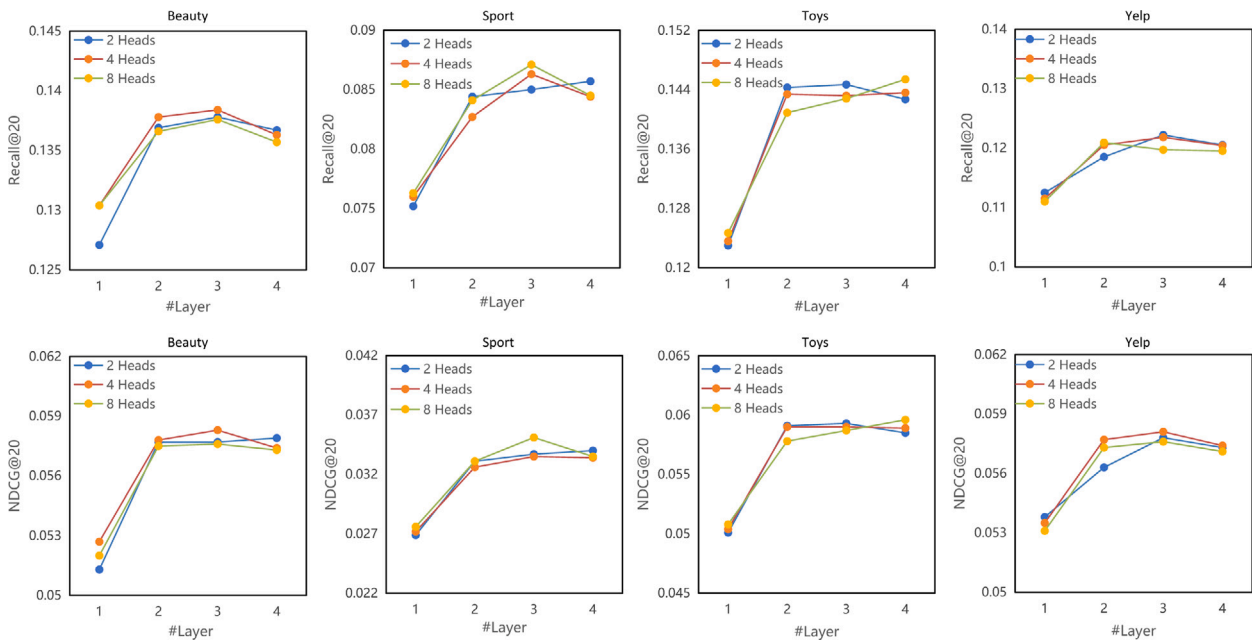 Beauty
0.145
0.14
0.135
0.13
0.125
Recall@20
2 Heads
4 Heads
8 Heads
1 2 3 4
#Layer
Sport
0.09
0.085
0.08
0.075
0.07
Recall@20
2 Heads
4 Heads
8 Heads
1 2 3 4
#Layer
Toys
0.152
0.144
0.136
0.128
0.12
Recall@20
2 Heads
4 Heads
8 Heads
1 2 3 4
#Layer
Yelp
0.14
0.13
0.12
0.11
0.1
Recall@20
2 Heads
4 Heads
8 Heads
1 2 3 4
#Layer
Beauty
0.062
0.059
0.056
0.053
0.05
NDCG@20
2 Heads
4 Heads
8 Heads
1 2 3 4
#Layer
Sport
0.042
0.037
0.032
0.027
0.022
NDCG@20
2 Heads
4 Heads
8 Heads
1 2 3 4
#Layer
Toys
0.065
0.06
0.055
0.05
0.045
NDCG@20
2 Heads
4 Heads
8 Heads
1 2 3 4
#Layer
Yelp
0.062
0.059
0.056
0.053
0.05
NDCG@20
2 Heads
4 Heads
8 Heads
1 2 3 4
#Layer